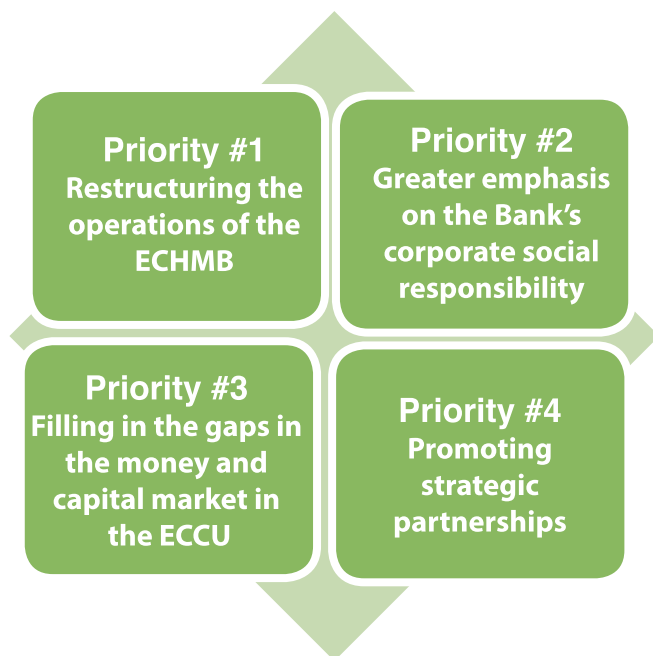 Priority #1
Restructuring the
operations of the
ECHMB
Priority #2
Greater emphasis
on the Bank’s
corporate social
responsibility
Priority #3
Filling in the gaps in
the money and
capital market in
the ECCU
Priority #4
Promoting
strategic
partnerships